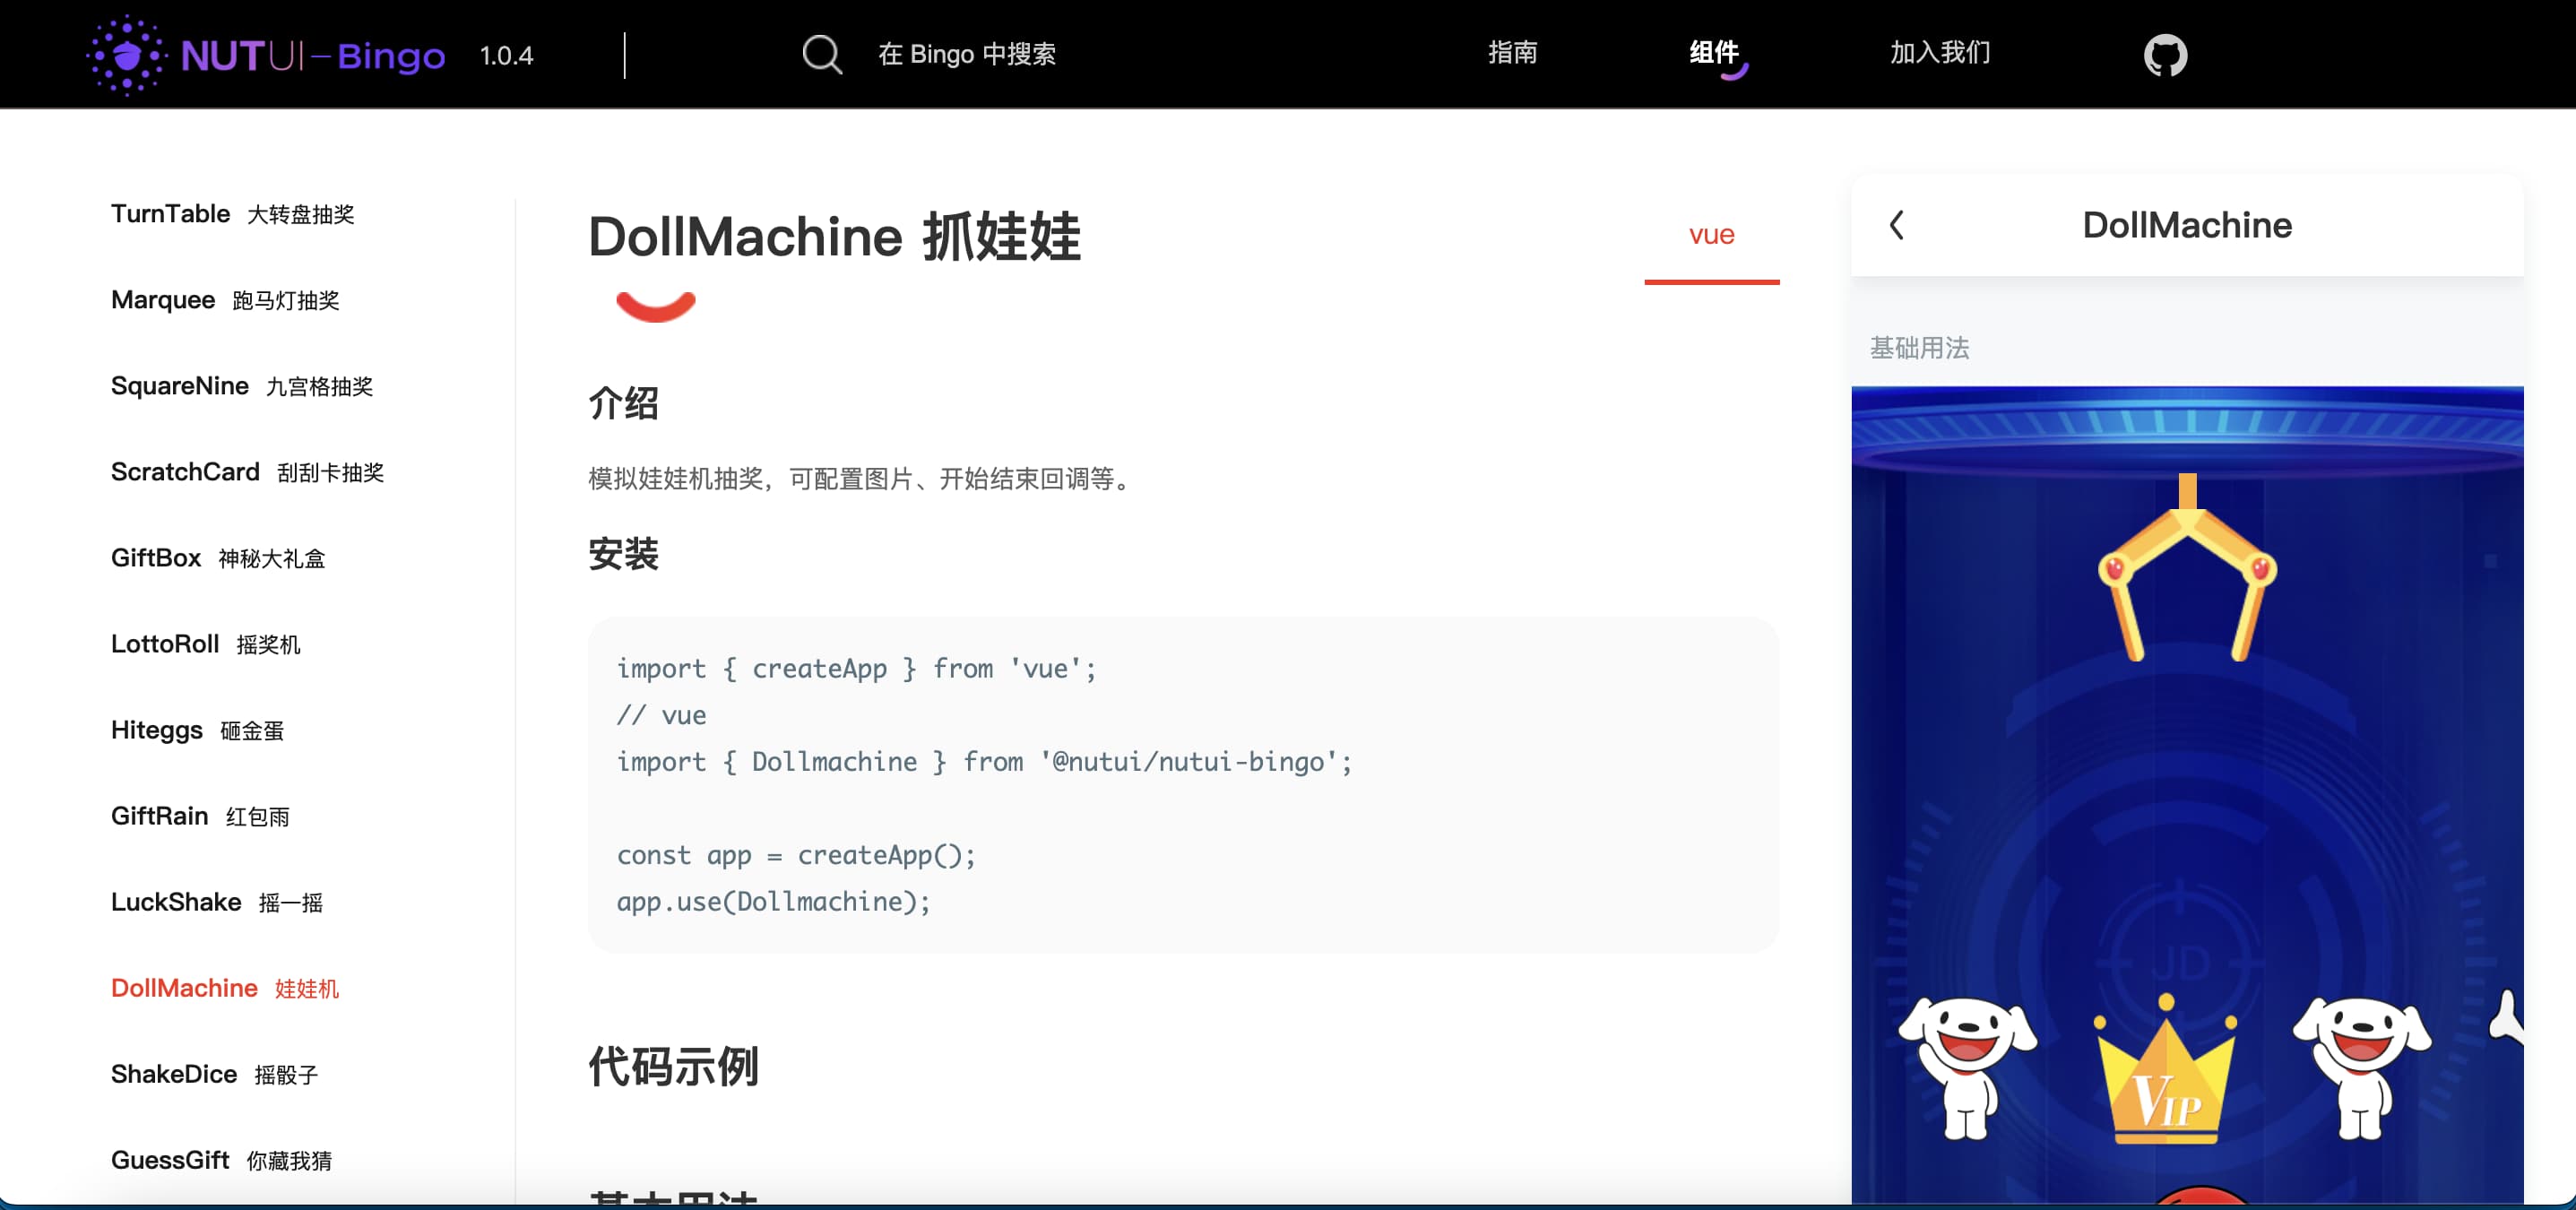 NUTUI-Bingo 1.0.4
在 Bingo 中搜索
指南
组件
加入我们
TurnTable 大转盘抽奖
Marquee 跑马灯抽奖
SquareNine 九宫格抽奖
ScratchCard 刮刮卡抽奖
GiftBox 神秘大礼盒
LottoRoll 摇奖机
Hiteggs 砸金蛋
GiftRain 红包雨
LuckShake 摇一摇
DollMachine 娃娃机
ShakeDice 摇骰子
GuessGift 你藏我猜
DollMachine 抓娃娃
vue
介绍
模拟娃娃机抽奖，可配置图片、开始结束回调等。
安装
import { createApp } from 'vue';
// vue
import { Dollmachine } from '@nutui/nutui-bingo';
const app = createApp();
app.use(Dollmachine);
代码示例
基本用法
DollMachine
基础用法
JD
VIP